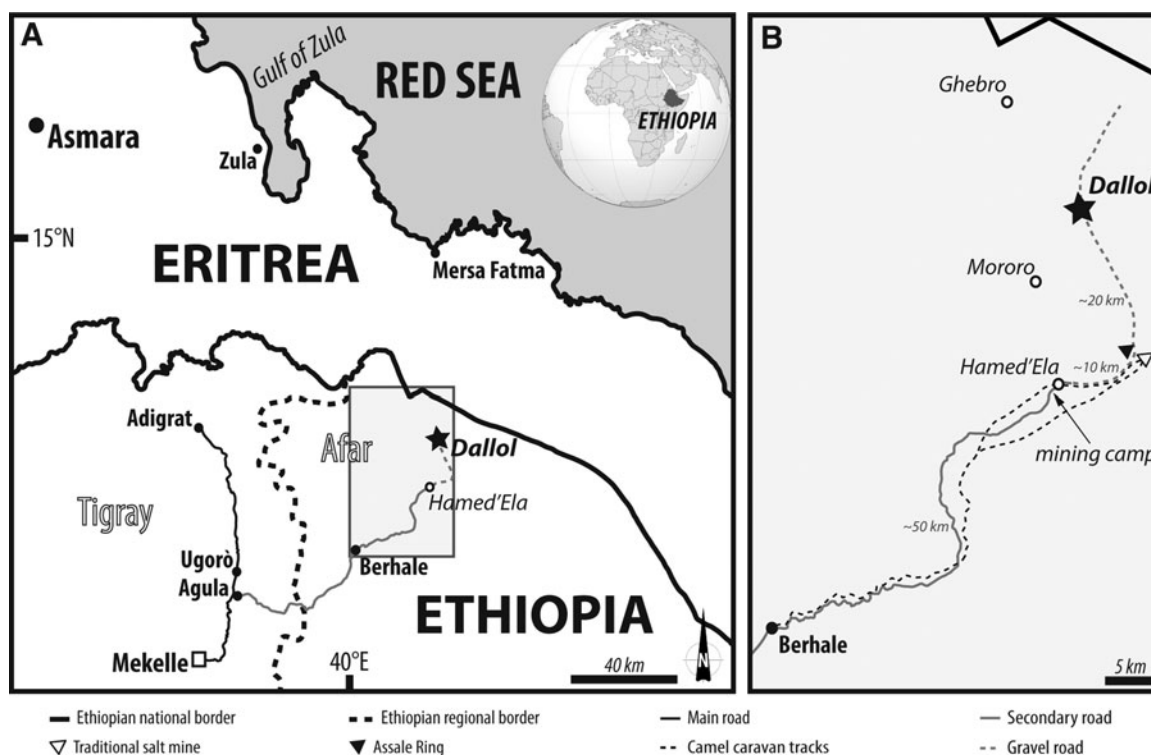 A
Gulf of Zula
RED SEA
ETHIOPIA
Asmara
Zula
15°N
ERITREA
Mersa Fatma
Adigrat
Afar
Dallol
Tigray
Hamed'Ela
Ugorò
Agula
Berhale
ETHIOPIA
Mekelle
40°E
40 km
N
B
Ghebro
Dallol
Mororo
~20 km
Hamed'Ela
~10 km
mining camp
~50 km
Berhale
5 km
Ethiopian national border
Ethiopian regional border
Main road
Secondary road
Traditional salt mine
Assale Ring
Camel caravan tracks
Gravel road